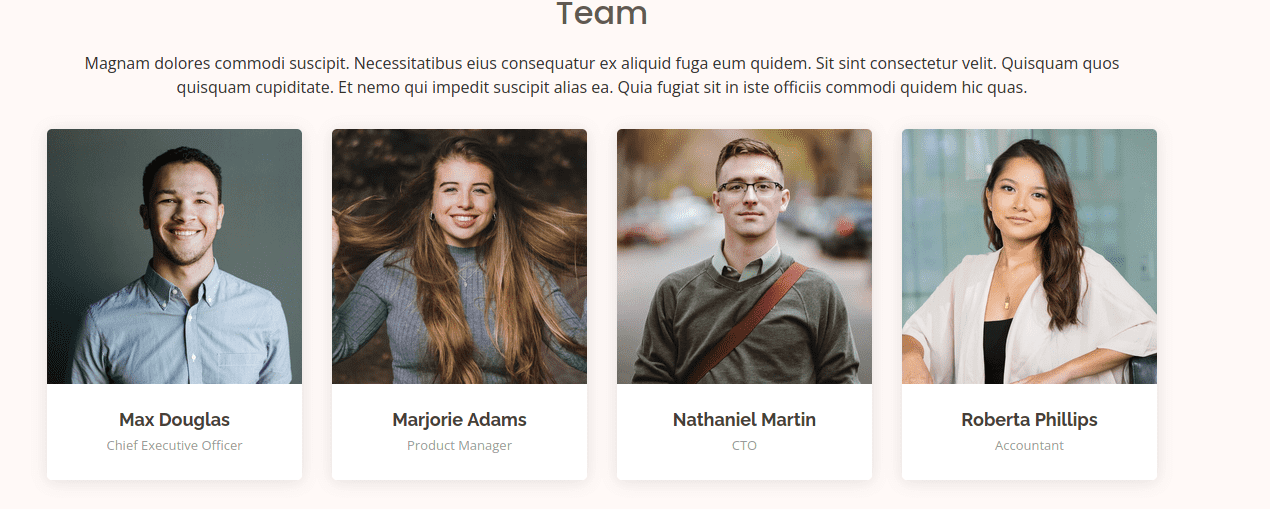 Team
Magnam dolores commodi suscipit. Necessitatibus eius consequatur ex aliquid fuga eum quidem. Sit sint consectetur velit. Quisquam quos
quisquam cupiditate. Et nemo qui impedit suscipit alias ea. Quia fugiat sit in iste officiis commodi quidem hic quas.
Max Douglas
Chief Executive Officer
Marjorie Adams
Product Manager
Nathaniel Martin
CTO
Roberta Phillips
Accountant